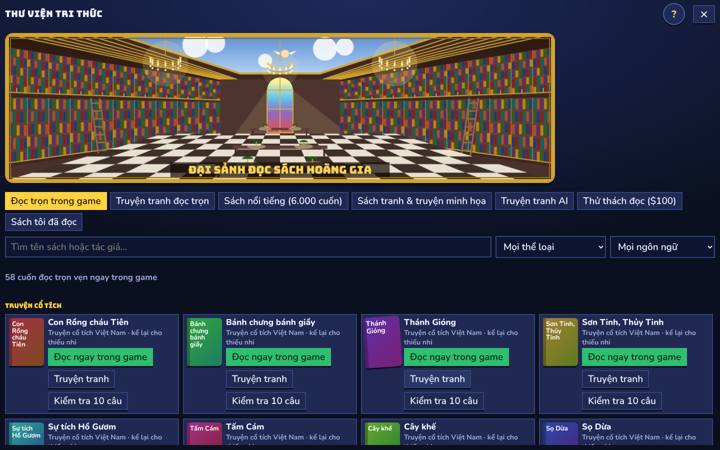 THƯ VIỆN TRI THỨC
?
✕
ĐẠI SẢNH ĐỌC SÁCH HOÀNG GIA
Đọc trọn trong game
Truyện tranh đọc trọn
Sách nổi tiếng (6.000 cuốn)
Sách tranh & truyện minh họa
Truyện tranh AI
Thử thách đọc ($100)
Sách tôi đã đọc
Tìm tên sách hoặc tác giả...
Mọi thể loại
Mọi ngôn ngữ
58 cuốn đọc trọn vẹn ngay trong game
TRUYỆN CỔ TÍCH
Con Rồng cháu Tiên
Con Rồng cháu Tiên
Truyện cổ tích Việt Nam · kể lại cho thiếu nhi
Đọc ngay trong game
Truyện tranh
Kiểm tra 10 câu
Bánh chưng bánh giầy
Bánh chưng bánh giầy
Truyện cổ tích Việt Nam · kể lại cho thiếu nhi
Đọc ngay trong game
Truyện tranh
Kiểm tra 10 câu
Thánh Gióng
Thánh Gióng
Truyện cổ tích Việt Nam · kể lại cho thiếu nhi
Đọc ngay trong game
Truyện tranh
Kiểm tra 10 câu
Sơn Tinh, Thủy Tinh
Sơn Tinh, Thủy Tinh
Truyện cổ tích Việt Nam · kể lại cho thiếu nhi
Đọc ngay trong game
Truyện tranh
Kiểm tra 10 câu
Sự tích Hồ Gươm
Sự tích Hồ Gươm
Truyện cổ tích Việt Nam · kể lại cho
Tấm Cám
Tấm Cám
Truyện cổ tích Việt Nam · kể lại cho
Cây khế
Cây khế
Truyện cổ tích Việt Nam · kể lại cho
Sọ Dừa
Sọ Dừa
Truyện cổ tích Việt Nam · kể lại cho